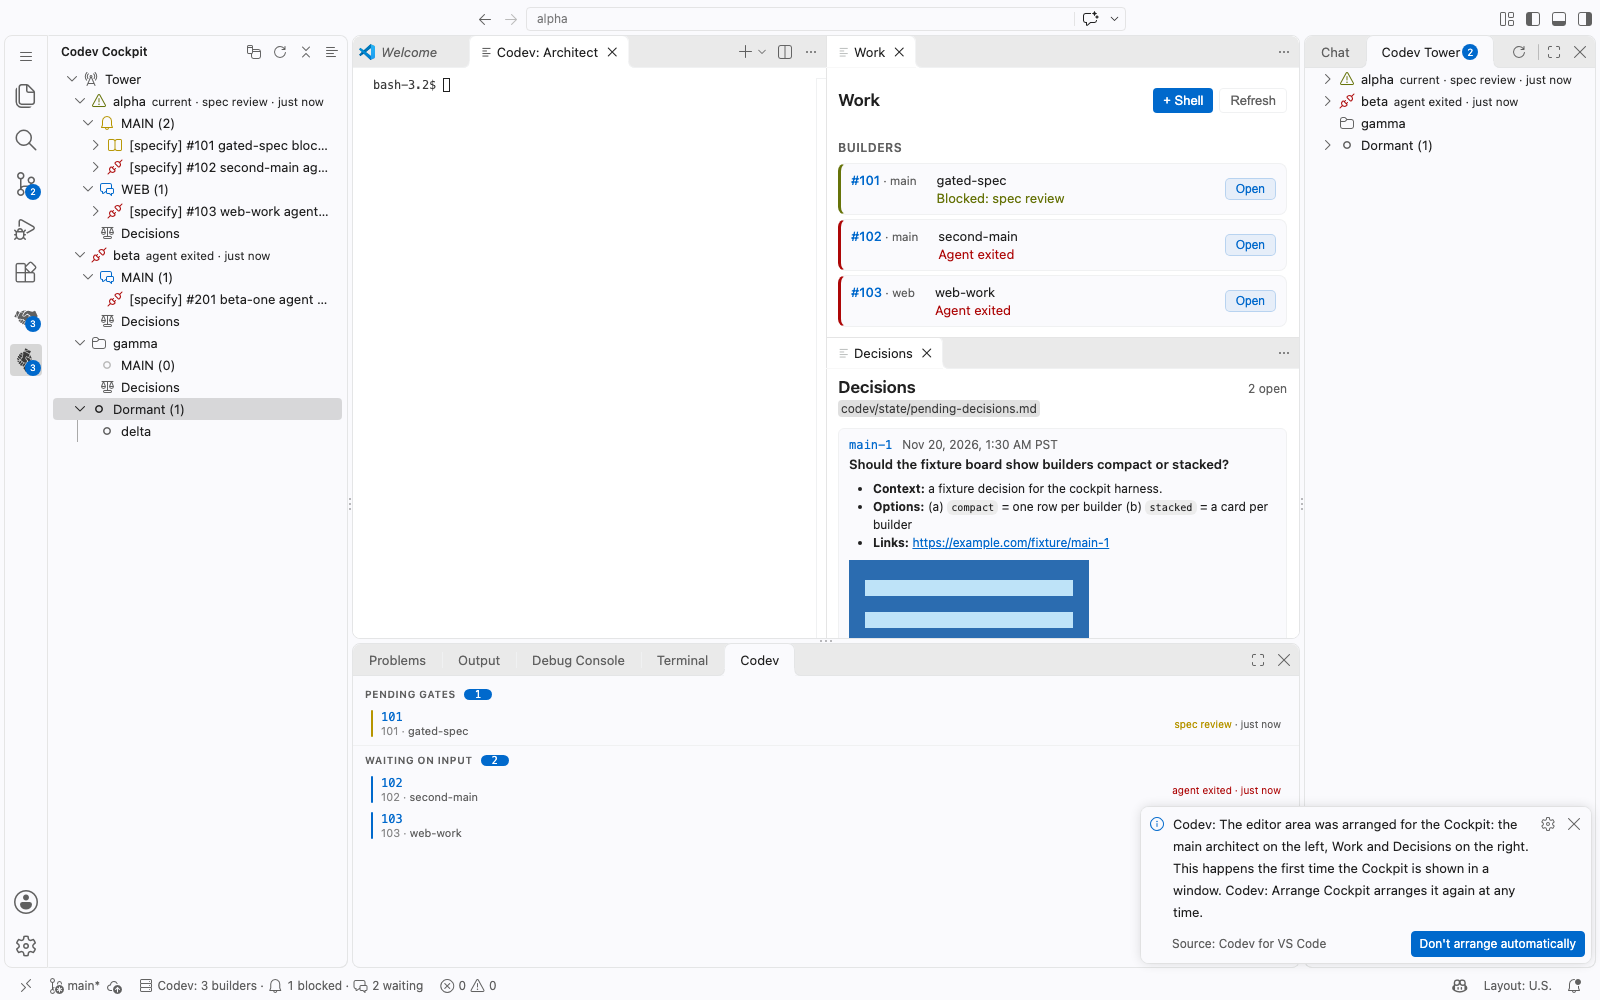 alpha
Codev Cockpit
Tower
alpha current · spec review · just now
MAIN (2)
[specify] #101 gated-spec bloc...
[specify] #102 second-main ag...
WEB (1)
[specify] #103 web-work agent...
Decisions
beta agent exited · just now
MAIN (1)
[specify] #201 beta-one agent ...
Decisions
gamma
MAIN (0)
Decisions
Dormant (1)
delta
2
3
3
Welcome
Codev: Architect
bash-3.2$
Work
Work
+ Shell
Refresh
BUILDERS
#101 · main gated-spec
Blocked: spec review
Open
#102 · main second-main
Agent exited
Open
#103 · web web-work
Agent exited
Open
Decisions
Decisions
2 open
codev/state/pending-decisions.md
main-1 Nov 20, 2026, 1:30 AM PST
Should the fixture board show builders compact or stacked?
• Context: a fixture decision for the cockpit harness.
• Options: (a) compact = one row per builder (b) stacked = a card per
builder
• Links: https://example.com/fixture/main-1
Chat
Codev Tower 2
alpha current · spec review · just now
beta agent exited · just now
gamma
Dormant (1)
Problems
Output
Debug Console
Terminal
Codev
PENDING GATES 1
101
101 · gated-spec
spec review · just now
WAITING ON INPUT 2
102
102 · second-main
agent exited · just now
103
103 · web-work
Codev: The editor area was arranged for the Cockpit: the
main architect on the left, Work and Decisions on the right.
This happens the first time the Cockpit is shown in a
window. Codev: Arrange Cockpit arranges it again at any
time.
Source: Codev for VS Code
Don't arrange automatically
main*
Codev: 3 builders · 1 blocked · 2 waiting
0 0
Layout: U.S.